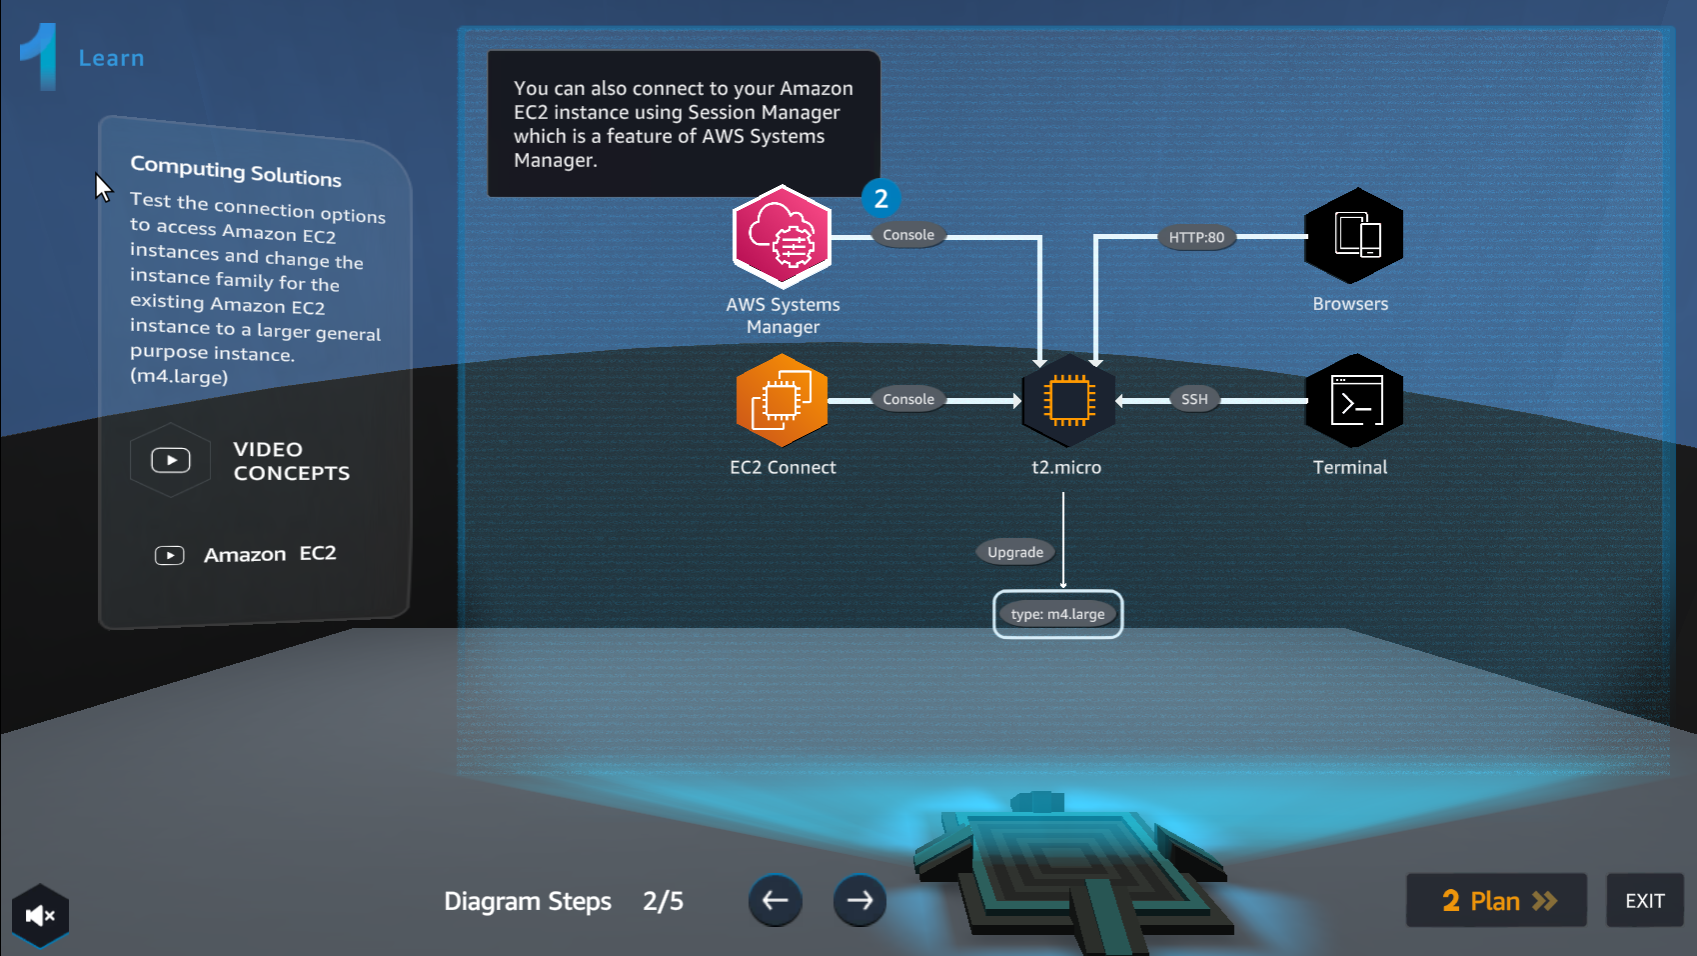 1 Learn
Computing Solutions
Test the connection options
to access Amazon EC2
instances and change the
instance family for the
existing Amazon EC2
instance to a larger general
purpose instance.
(m4.large)
VIDEO
CONCEPTS
Amazon EC2
You can also connect to your Amazon
EC2 instance using Session Manager
which is a feature of AWS Systems
Manager.
2
Console
HTTP:80
AWS Systems
Manager
Browsers
Console
SSH
EC2 Connect
t2.micro
Terminal
Upgrade
type: m4.large
Diagram Steps 2/5
2 Plan
EXIT